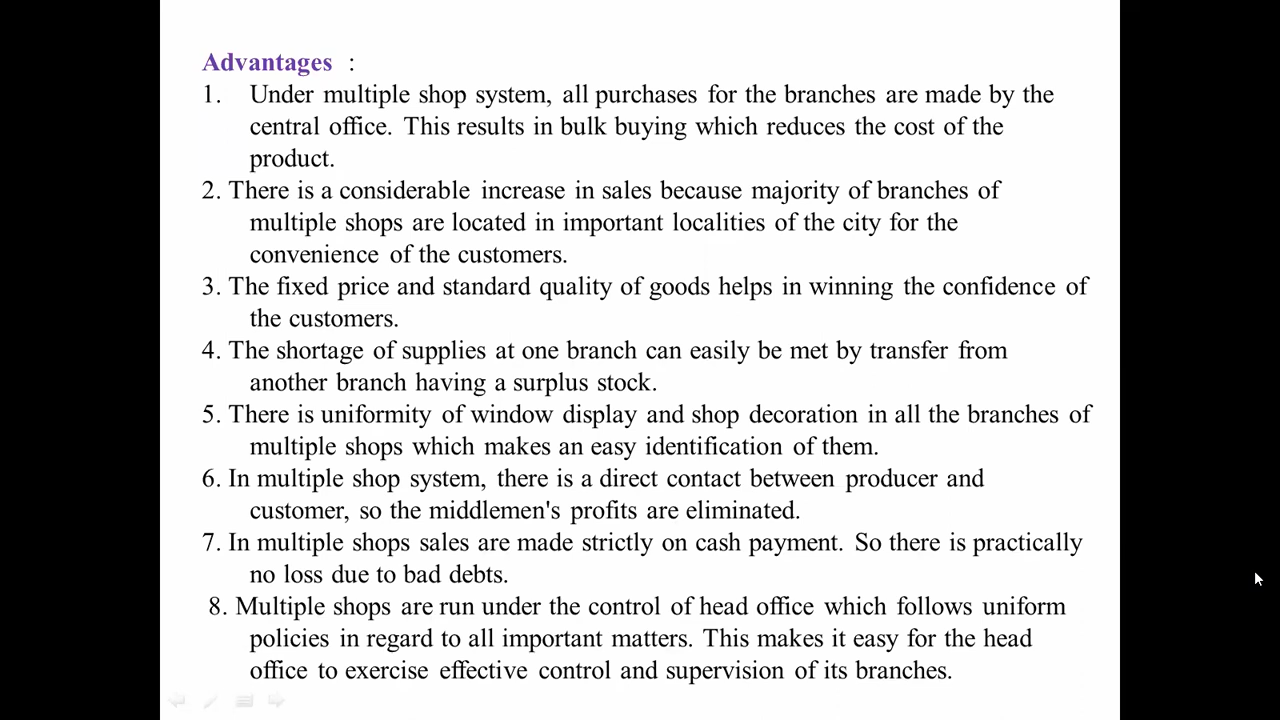 Advantages :
1. Under multiple shop system, all purchases for the branches are made by the
central office. This results in bulk buying which reduces the cost of the
product.
2. There is a considerable increase in sales because majority of branches of
multiple shops are located in important localities of the city for the
convenience of the customers.
3. The fixed price and standard quality of goods helps in winning the confidence of
the customers.
4. The shortage of supplies at one branch can easily be met by transfer from
another branch having a surplus stock.
5. There is uniformity of window display and shop decoration in all the branches of
multiple shops which makes an easy identification of them.
6. In multiple shop system, there is a direct contact between producer and
customer, so the middlemen's profits are eliminated.
7. In multiple shops sales are made strictly on cash payment. So there is practically
no loss due to bad debts.
8. Multiple shops are run under the control of head office which follows uniform
policies in regard to all important matters. This makes it easy for the head
office to exercise effective control and supervision of its branches.